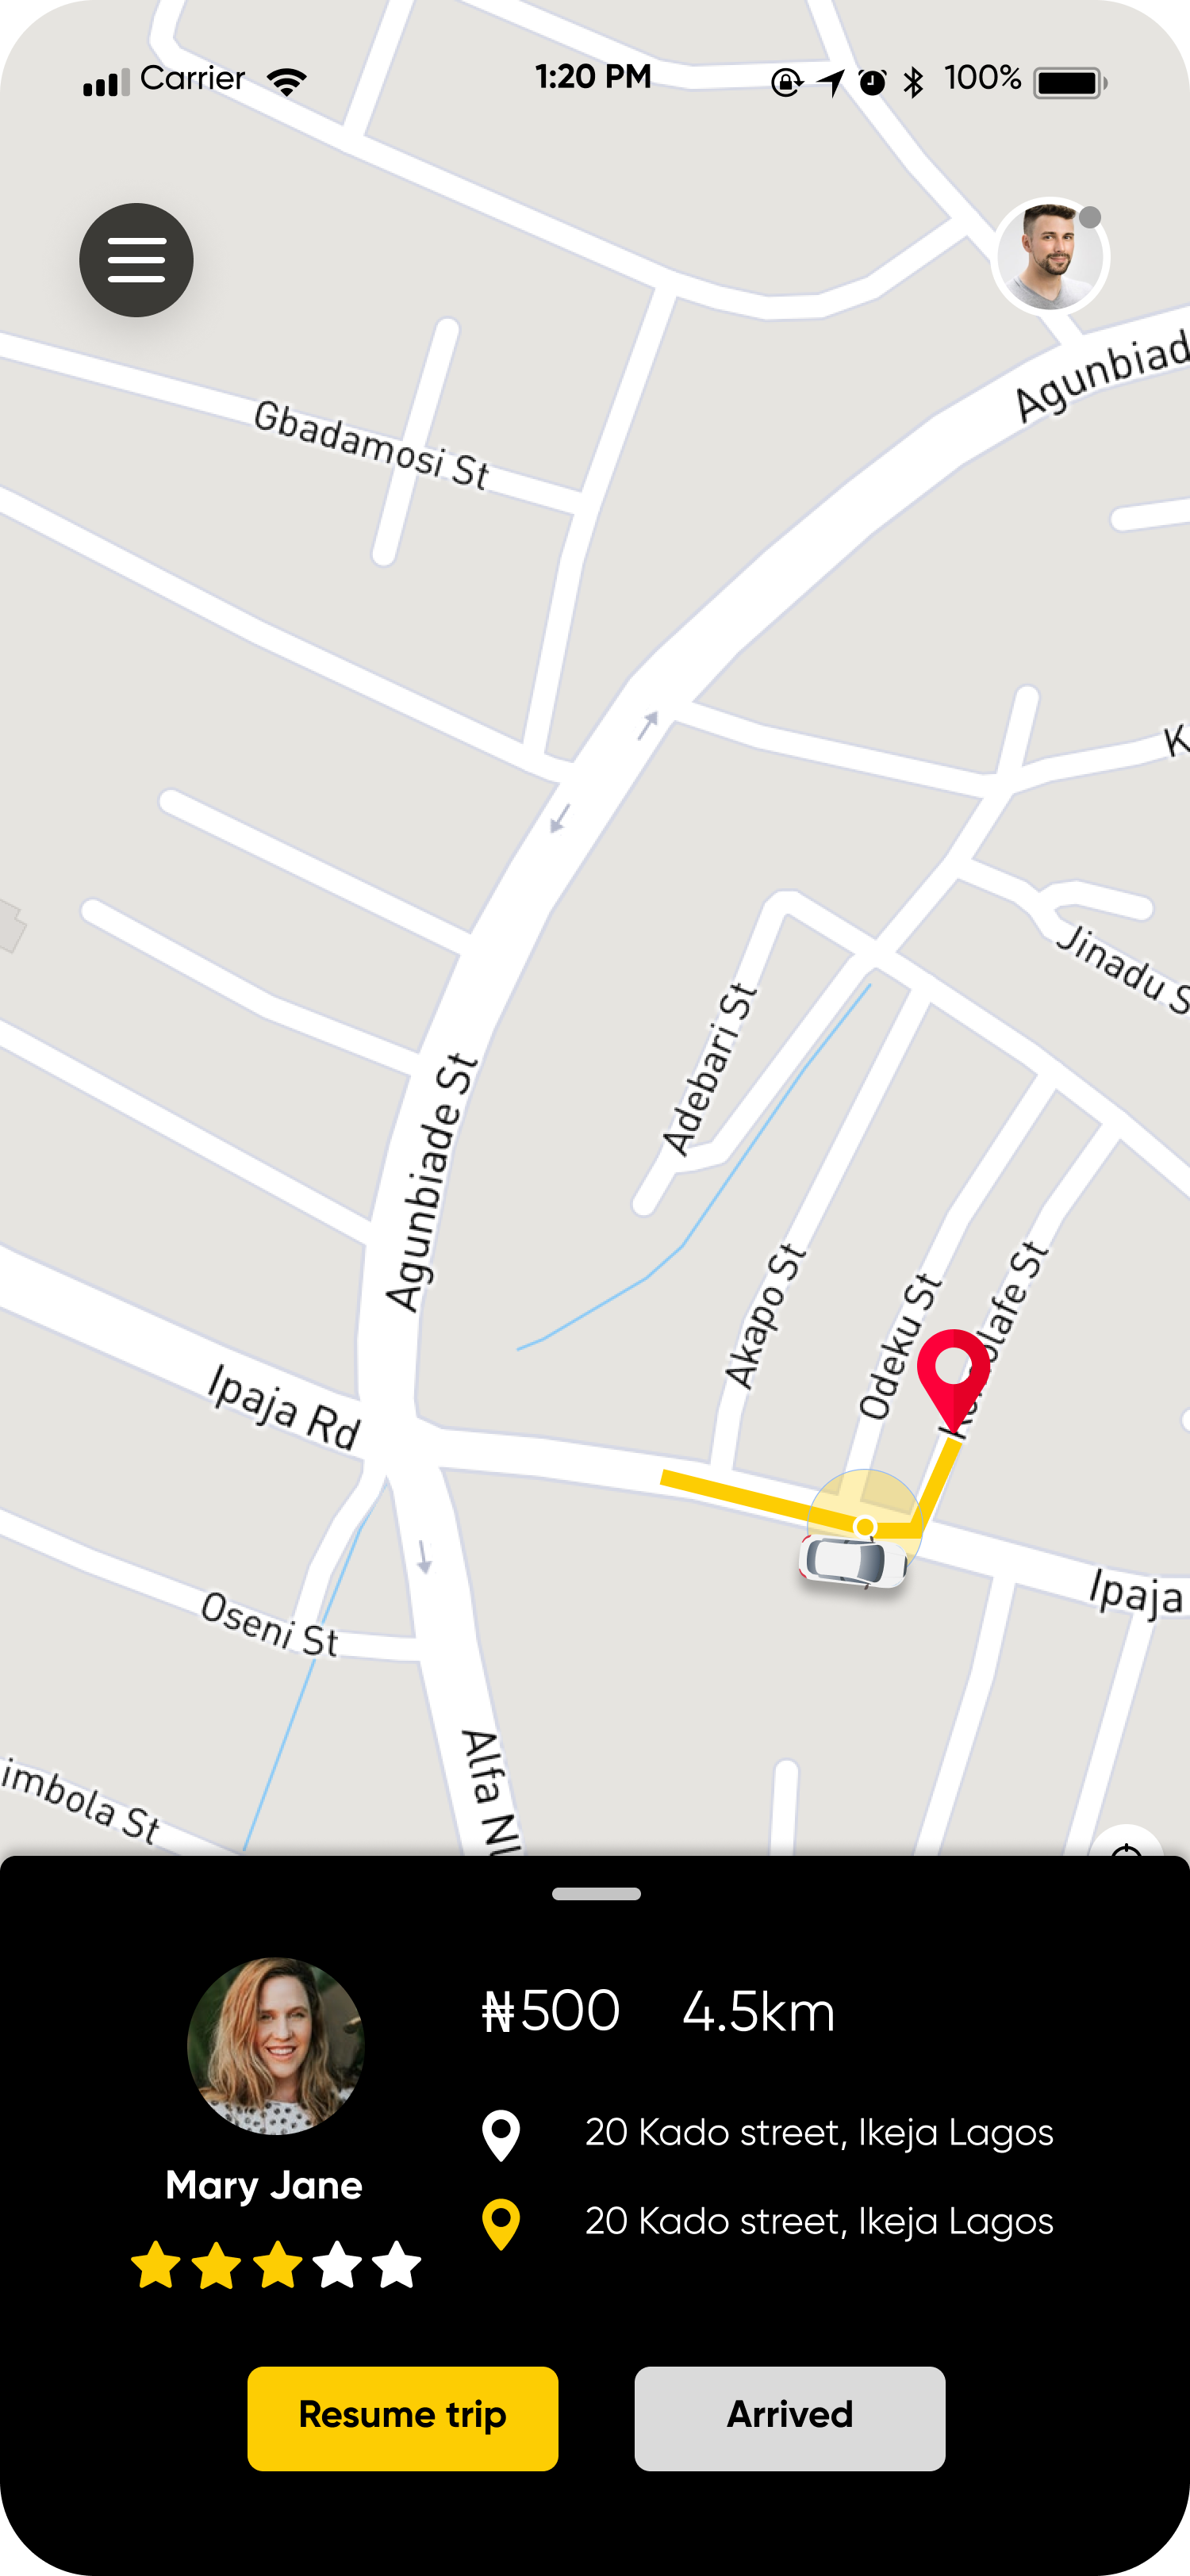 Carrier 1:20 PM 100%
Agunbiad
Gbadamosi St
K
Jinadu S
Adebari St
Agunbiade St
Akapo St
Odeku St
olafe St
Ipaja Rd
Ipaja
Oseni St
Alfa N
imbola St
₦500 4.5km
20 Kado street, Ikeja Lagos
Mary Jane
20 Kado street, Ikeja Lagos
Resume trip Arrived